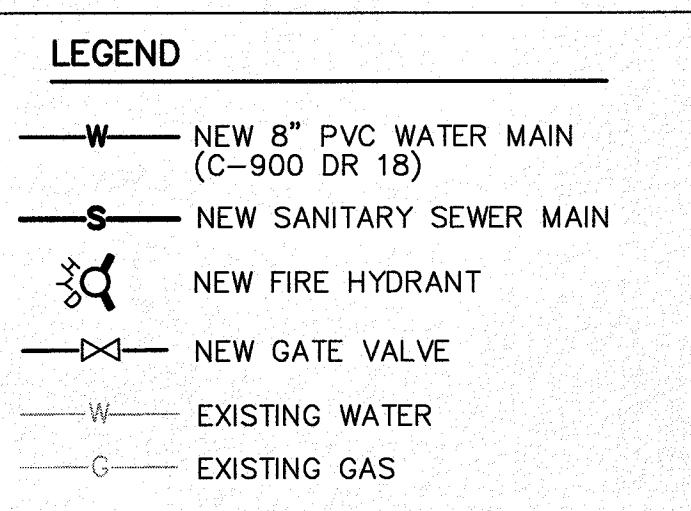 LEGEND
W NEW 8" PVC WATER MAIN
(C-900 DR 18)
S NEW SANITARY SEWER MAIN
HYD NEW FIRE HYDRANT
NEW GATE VALVE
W EXISTING WATER
G EXISTING GAS